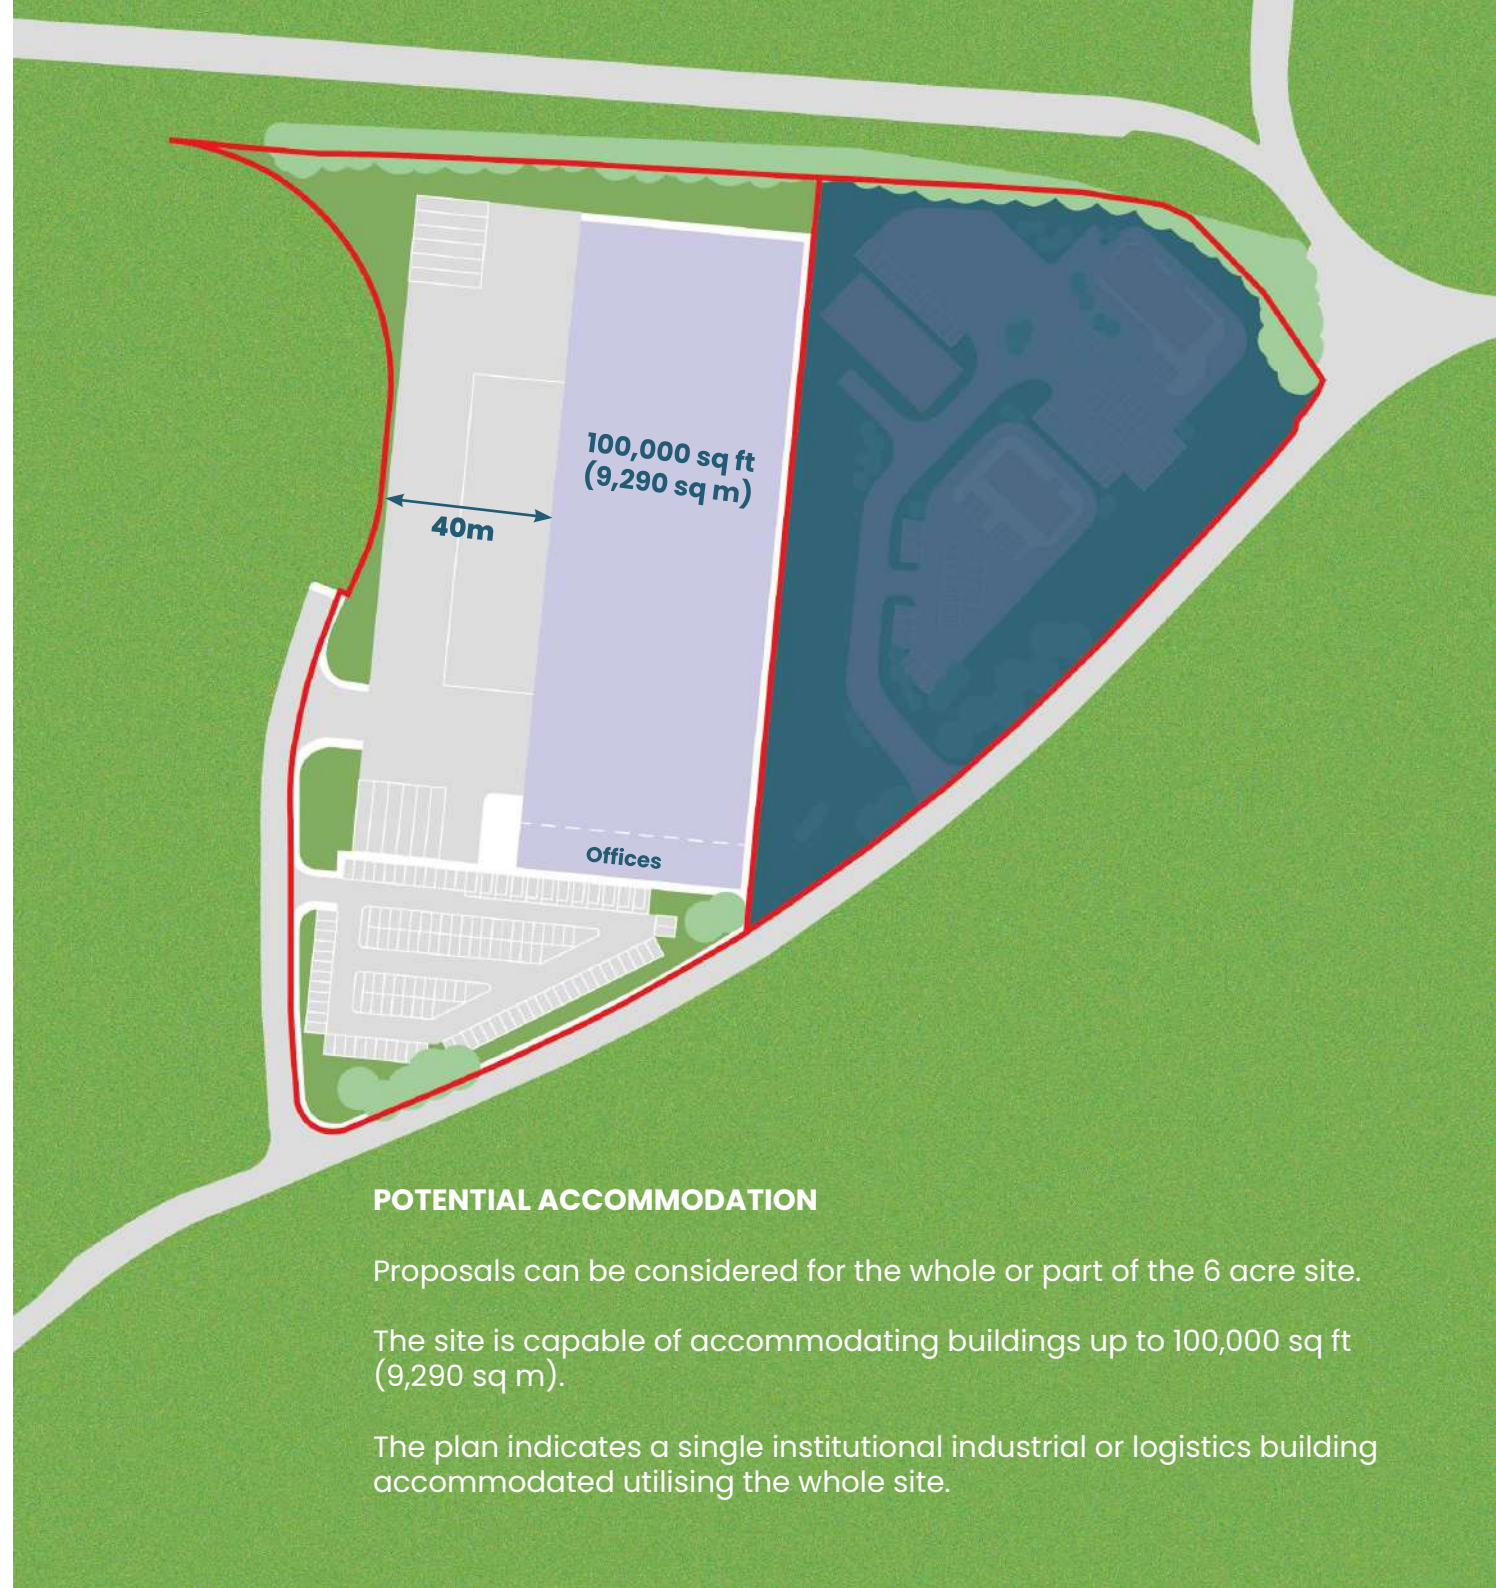 100,000 sq ft
(9,290 sq m)
40m
Offices
POTENTIAL ACCOMMODATION
Proposals can be considered for the whole or part of the 6 acre site.
The site is capable of accommodating buildings up to 100,000 sq ft
(9,290 sq m).
The plan indicates a single institutional industrial or logistics building
accommodated utilising the whole site.